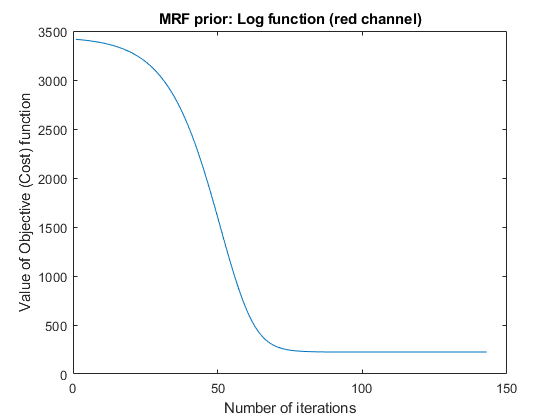 MRF prior: Log function (red channel)
3500
3000
2500
2000
1500
1000
500
0
Value of Objective (Cost) function
0 50 100 150
Number of iterations